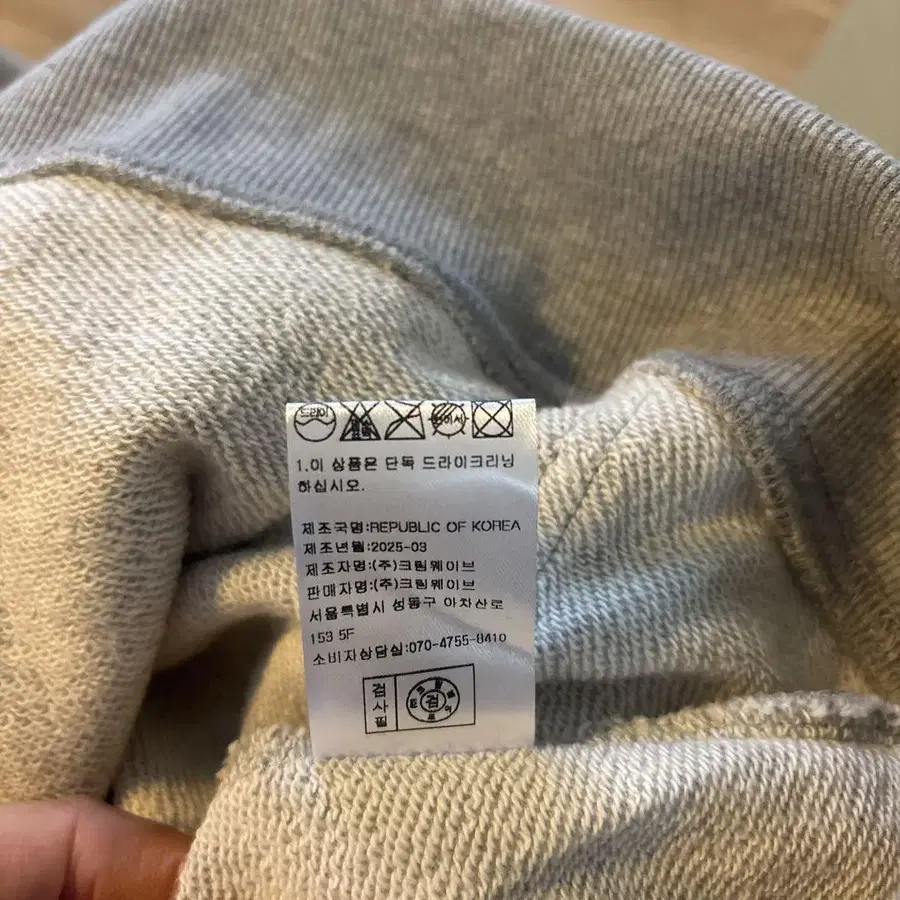 드라이
염소
1.이 상품은 단독 드라이크리닝
하십시오.
제조국명:REPUBLIC OF KOREA
제조년월:2025-03
제조자명:(주)크림웨이브
판매자명:(주)크림웨이브
서울특별시 성동구 아차산로
153 5F
소비자상담실:070-4755-8410
검사필
검